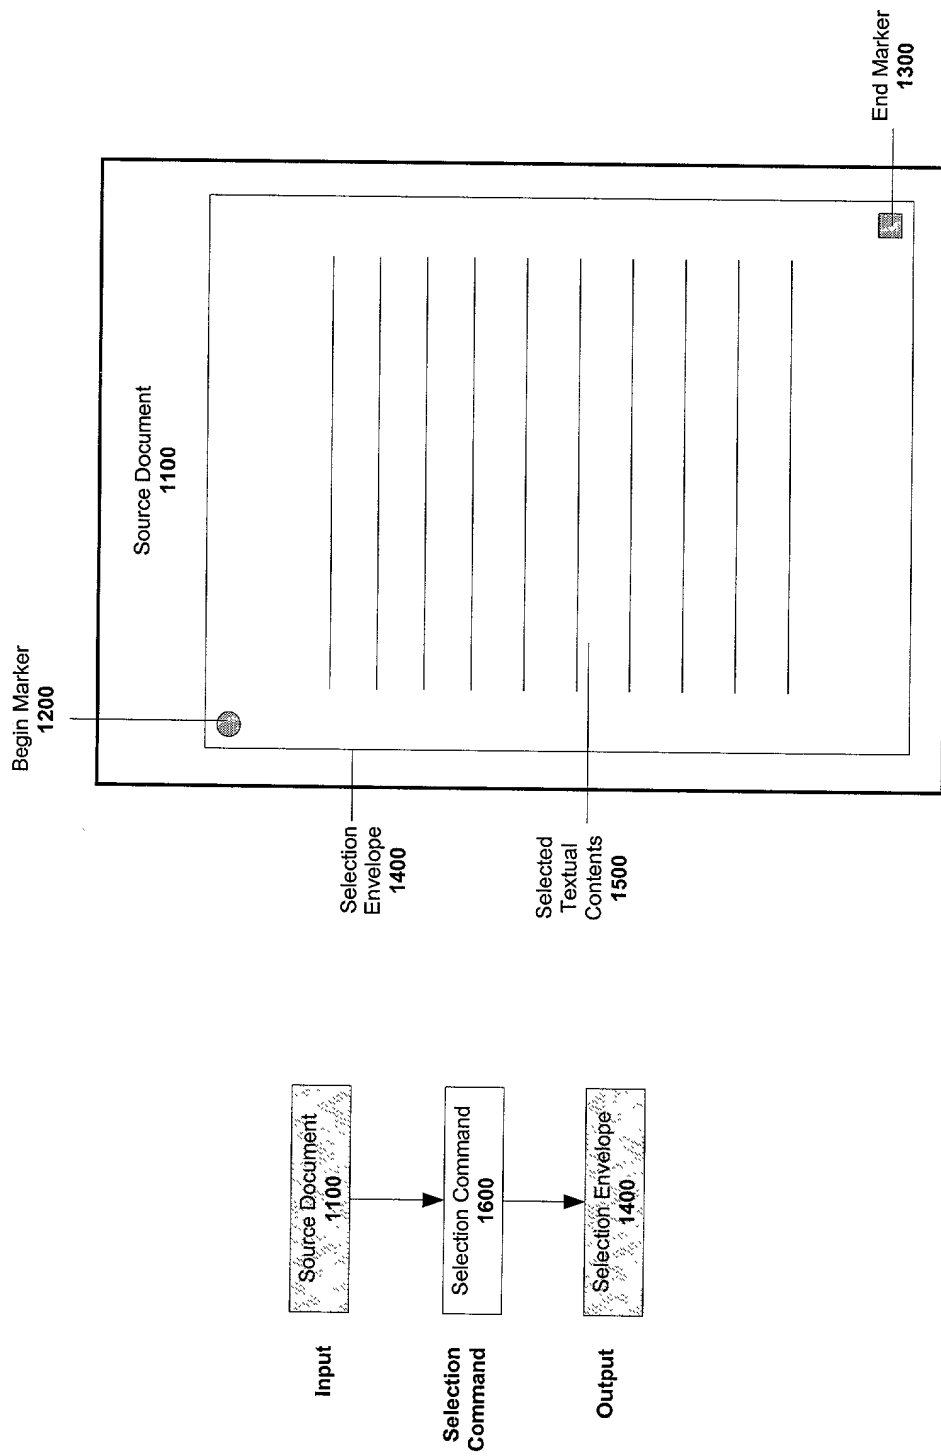 Input
Source Document
1100
Selection
Command
Selection Command
1600
Output
Selection Envelope
1400
Begin Marker
1200
Source Document
1100
Selection
Envelope
1400
Selected
Textual
Contents
1500
End Marker
1300